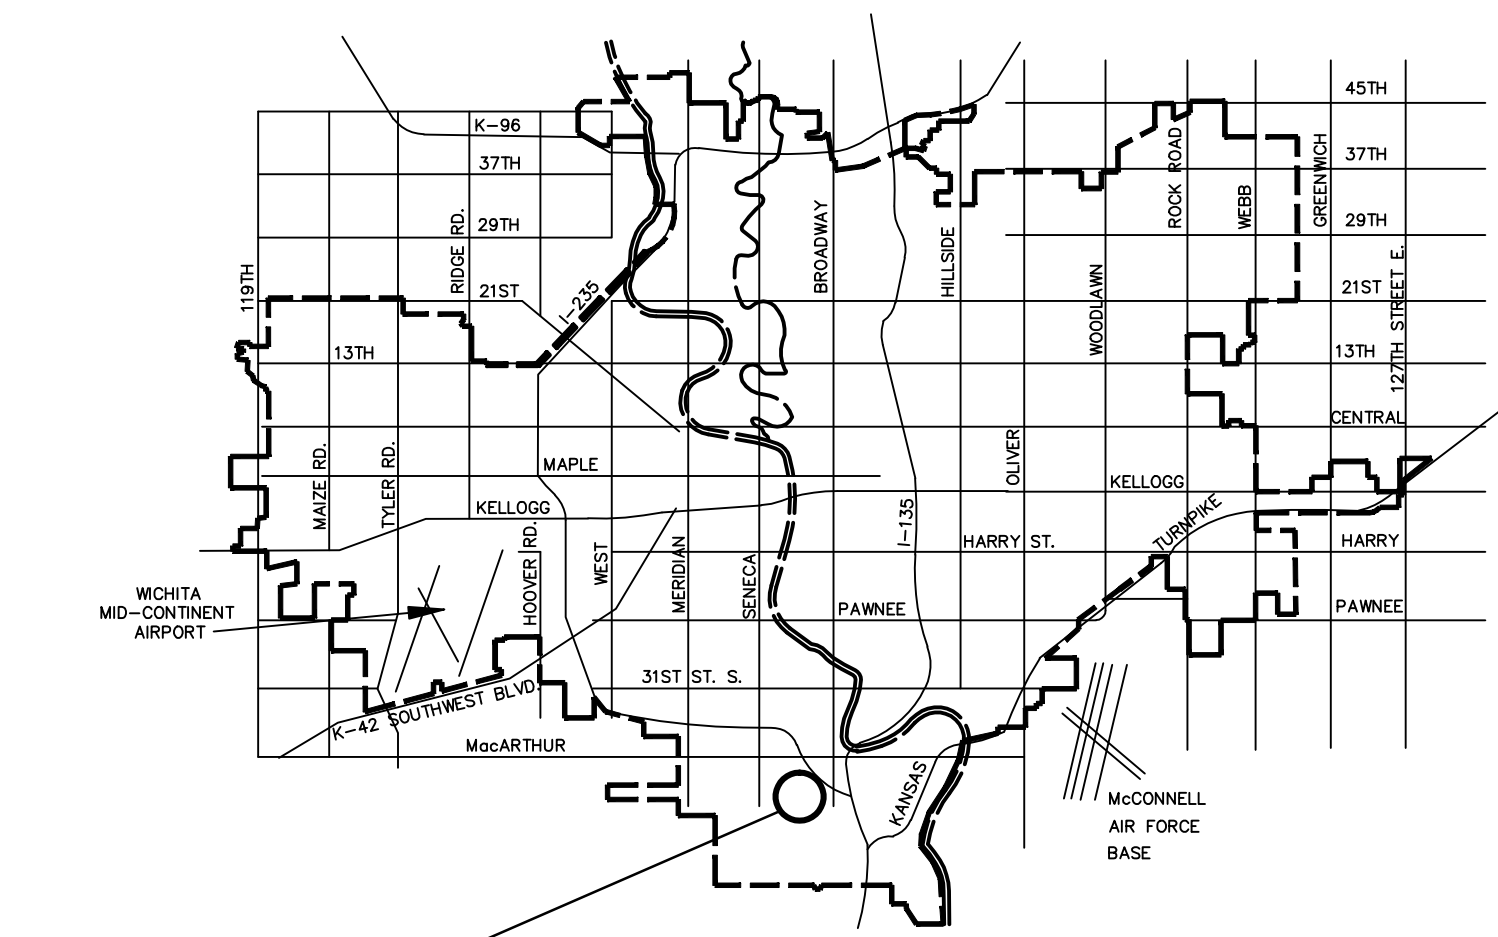 45TH
K-96
37TH
37TH
ROCK ROAD
GREENWICH
WEBB
29TH
29TH
RIDGE RD.
BROADWAY
HILLSIDE
119TH
21ST
I-235
21ST
WOODLAWN
127TH STREET E.
13TH
13TH
CENTRAL
MAIZE RD.
TYLER RD.
MAPLE
OLIVER
KELLOGG
KELLOGG
I-135
TURNPIKE
HOOVER RD.
WEST
MERIDIAN
SENECA
HARRY ST.
HARRY
WICHITA
MID-CONTINENT
AIRPORT
PAWNEE
PAWNEE
31ST ST. S.
K-42 SOUTHWEST BLVD.
MacARTHUR
KANSAS
McCONNELL
AIR FORCE
BASE